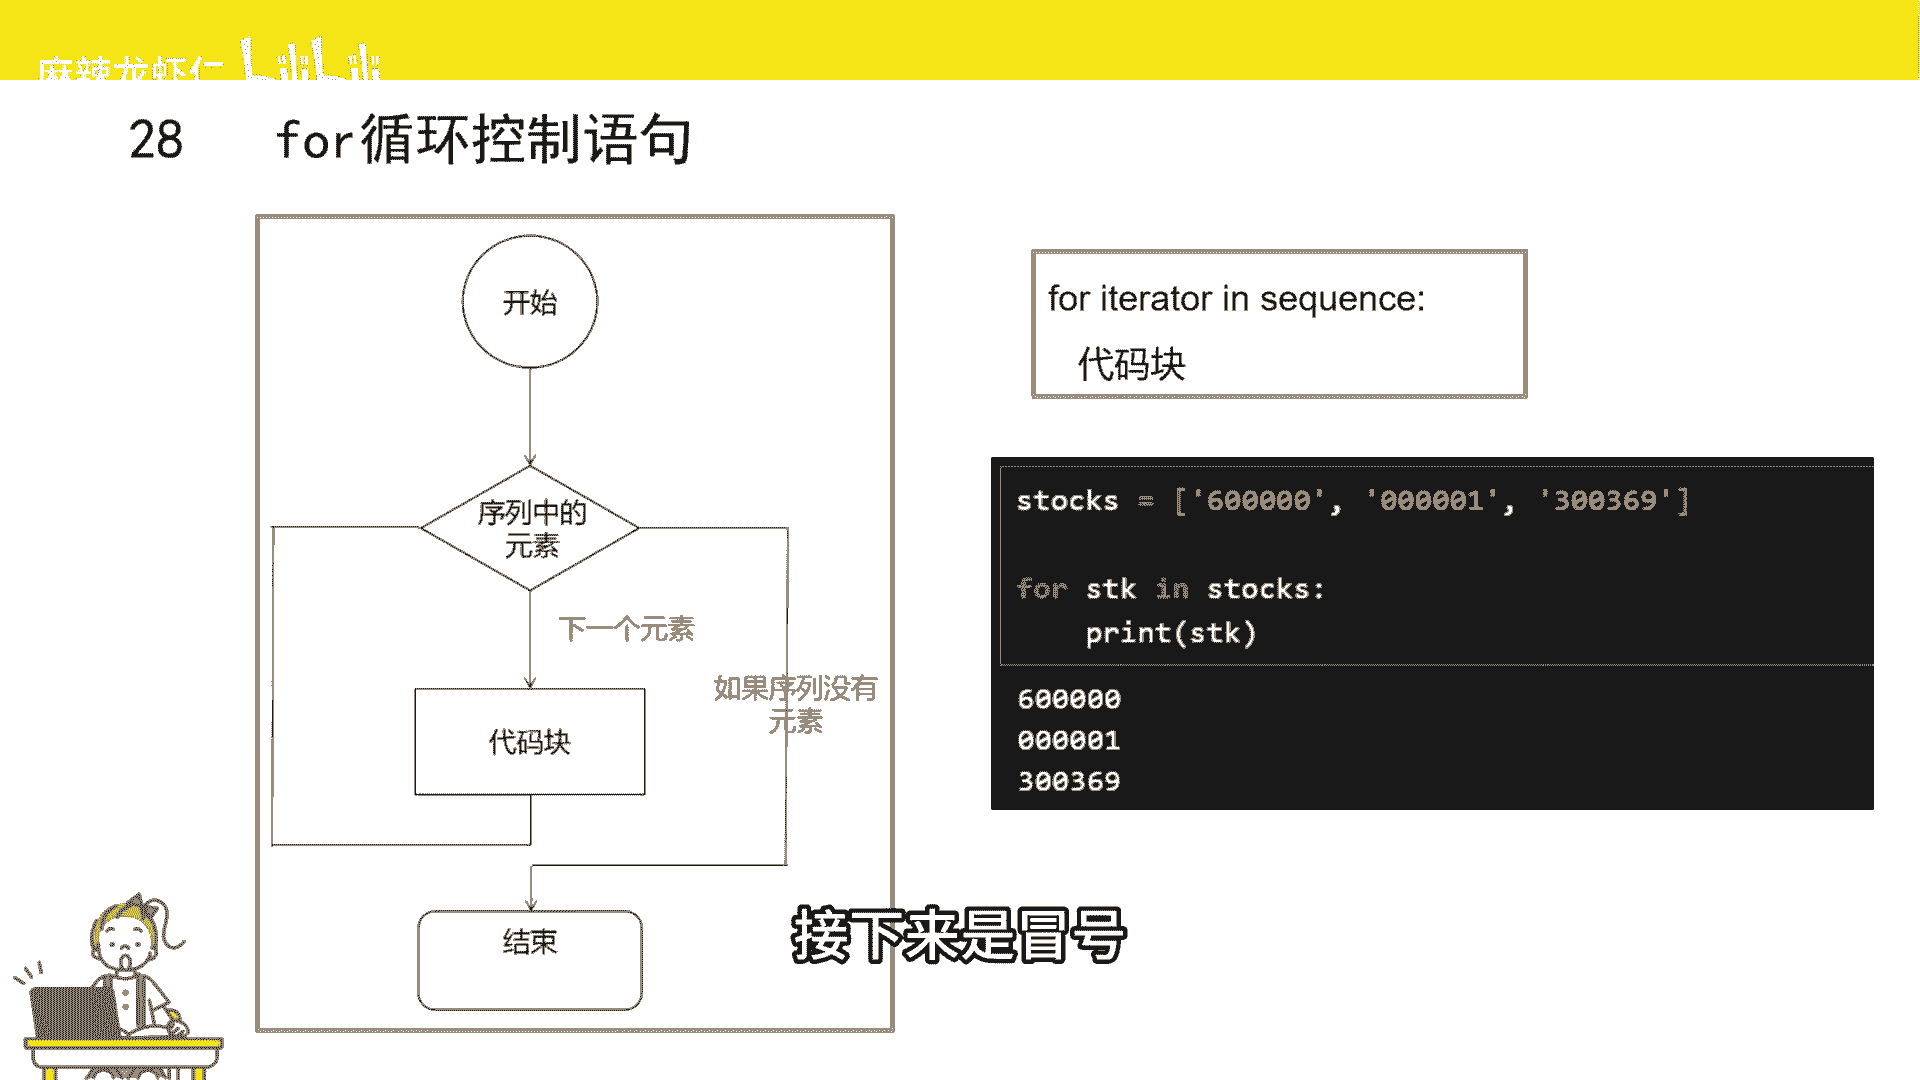 麻辣龙虾仁 bilibili
28 for循环控制语句
开始
序列中的
元素
下一个元素
如果序列没有
元素
代码块
结束
for iterator in sequence:
代码块
stocks = ['600000', '000001', '300369']
for stk in stocks:
print(stk)
600000
000001
300369
接下来是冒号